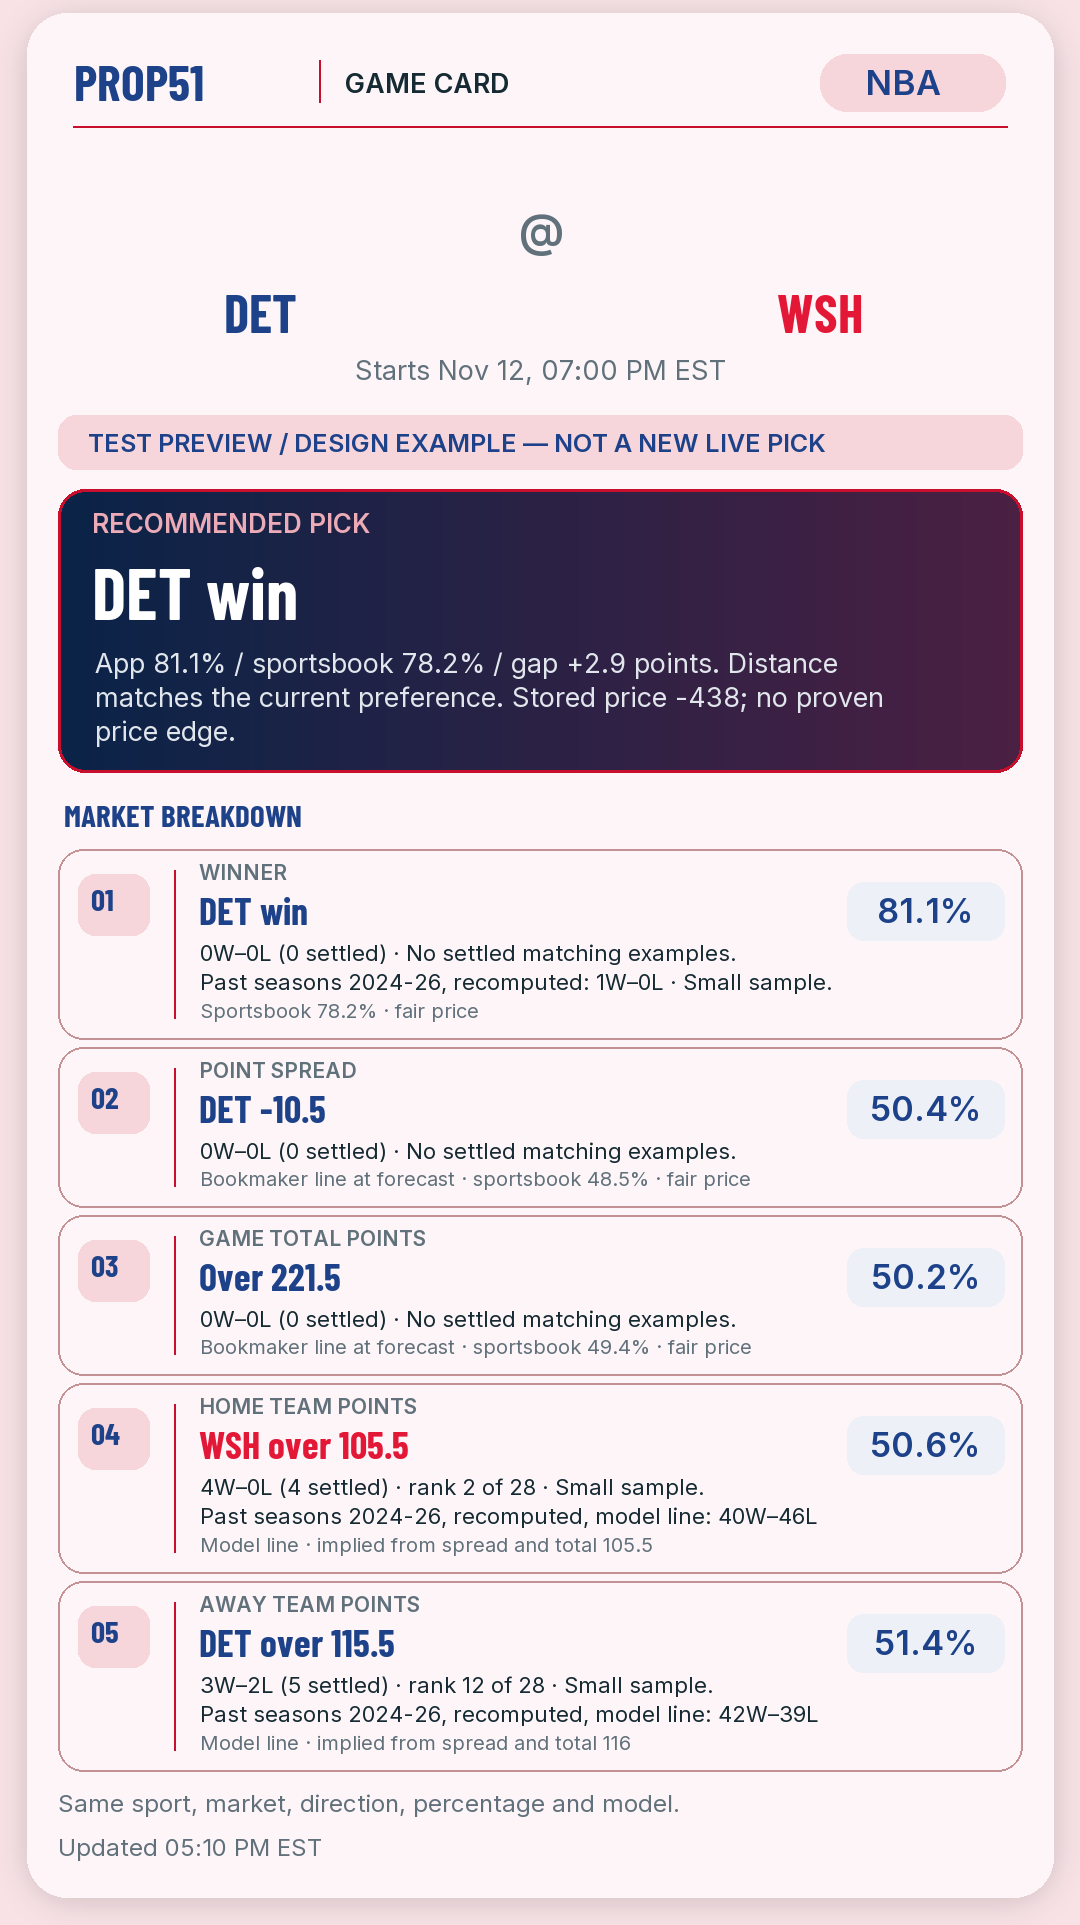 PROP51
GAME CARD
NBA
@
DET
WSH
Starts Nov 12, 07:00 PM EST
TEST PREVIEW / DESIGN EXAMPLE — NOT A NEW LIVE PICK
RECOMMENDED PICK
DET win
App 81.1% / sportsbook 78.2% / gap +2.9 points. Distance
matches the current preference. Stored price -438; no proven
price edge.
MARKET BREAKDOWN
01
WINNER
DET win
81.1%
0W–0L (0 settled) · No settled matching examples.
Past seasons 2024-26, recomputed: 1W–0L · Small sample.
Sportsbook 78.2% · fair price
02
POINT SPREAD
DET -10.5
50.4%
0W–0L (0 settled) · No settled matching examples.
Bookmaker line at forecast · sportsbook 48.5% · fair price
03
GAME TOTAL POINTS
Over 221.5
50.2%
0W–0L (0 settled) · No settled matching examples.
Bookmaker line at forecast · sportsbook 49.4% · fair price
04
HOME TEAM POINTS
WSH over 105.5
50.6%
4W–0L (4 settled) · rank 2 of 28 · Small sample.
Past seasons 2024-26, recomputed, model line: 40W–46L
Model line · implied from spread and total 105.5
05
AWAY TEAM POINTS
DET over 115.5
51.4%
3W–2L (5 settled) · rank 12 of 28 · Small sample.
Past seasons 2024-26, recomputed, model line: 42W–39L
Model line · implied from spread and total 116
Same sport, market, direction, percentage and model.
Updated 05:10 PM EST